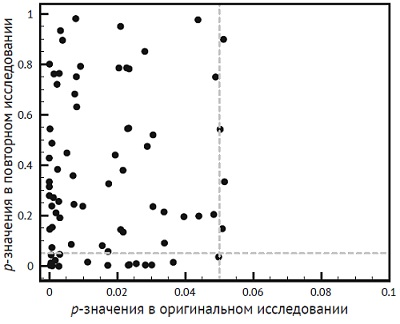 p-значения в повторном исследовании
1
0.8
0.6
0.4
0.2
0
0 0.02 0.04 0.06 0.08 0.1
p-значения в оригинальном исследовании